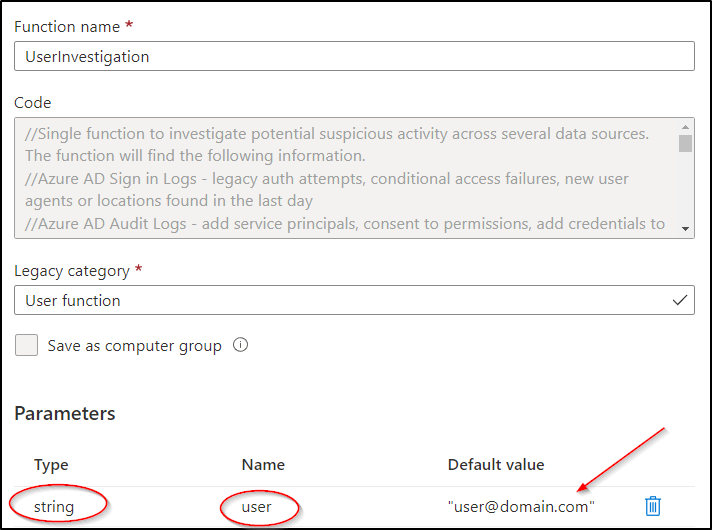 Function name *
UserInvestigation
Code
//Single function to investigate potential suspicious activity across several data sources.
The function will find the following information.
//Azure AD Sign in Logs - legacy auth attempts, conditional access failures, new user
agents or locations found in the last day
//Azure AD Audit Logs - add service principals, consent to permissions, add credentials to
Legacy category *
User function
Save as computer group
Parameters
Type Name Default value
string user "user@domain.com"